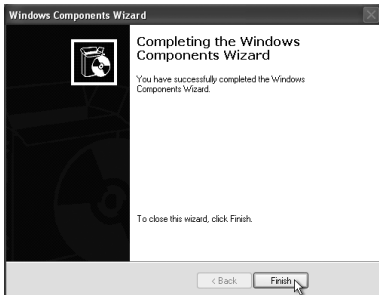 Windows Components Wizard
Completing the Windows
Components Wizard
You have successfully completed the Windows
Components Wizard.
To close this wizard, click Finish.
< Back
Finish